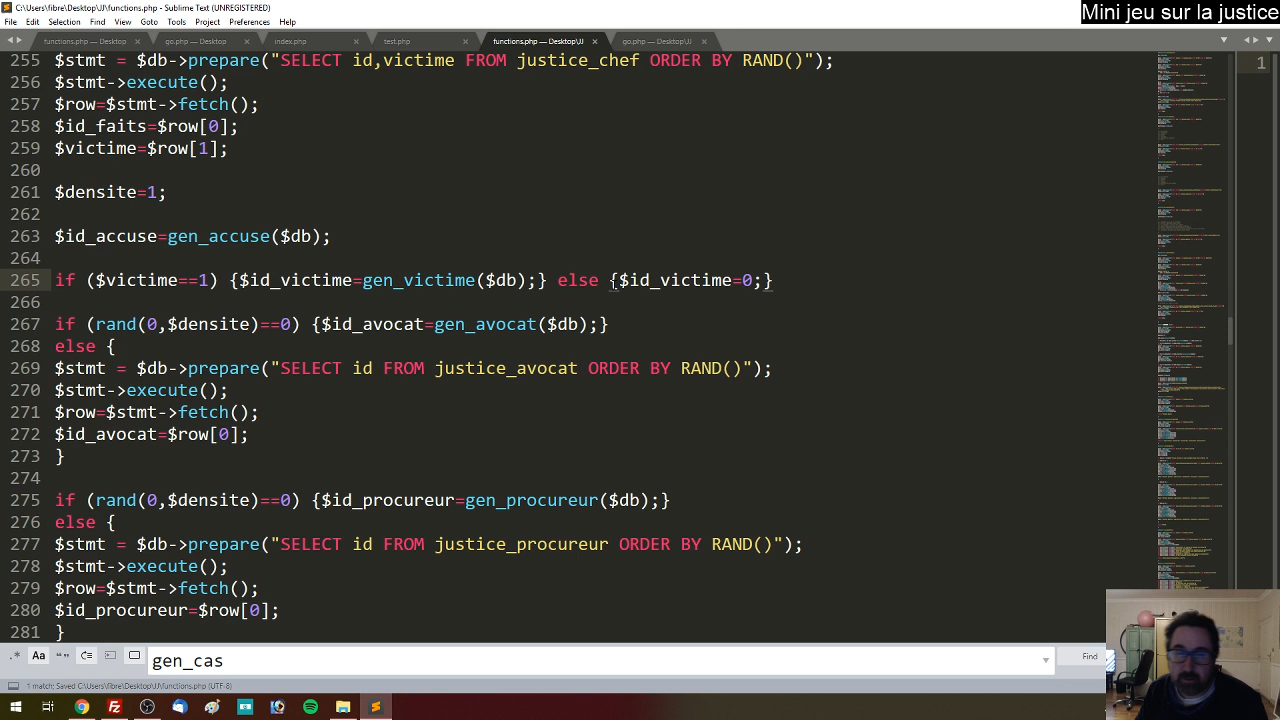 C:\Users\fibre\Desktop\JJ\functions.php - Sublime Text (UNREGISTERED)
Mini jeu sur la justice
File Edit Selection Find View Goto Tools Project Preferences Help
functions.php — Desktop × go.php — Desktop × index.php × test.php × functions.php — Desktop\JJ × go.php — Desktop\JJ ×
255 $stmt = $db->prepare("SELECT id,victime FROM justice_chef ORDER BY RAND()");
256 $stmt->execute();
257 $row=$stmt->fetch();
258 $id_faits=$row[0];
259 $victime=$row[1];
260
261 $densite=1;
262
263 $id_accuse=gen_accuse($db);
264
265 if ($victime==1) {$id_victime=gen_victime($db);} else {$id_victime=0;}
266
267 if (rand(0,$densite)==0) {$id_avocat=gen_avocat($db);}
268 else {
269 $stmt = $db->prepare("SELECT id FROM justice_avocat ORDER BY RAND()");
270 $stmt->execute();
271 $row=$stmt->fetch();
272 $id_avocat=$row[0];
273 }
274
275 if (rand(0,$densite)==0) {$id_procureur=gen_procureur($db);}
276 else {
277 $stmt = $db->prepare("SELECT id FROM justice_procureur ORDER BY RAND()");
278 $stmt->execute();
279 $row=$stmt->fetch();
280 $id_procureur=$row[0];
281 }
1
.* Aa “” gen_cas Find
1 match; Saved C:\Users\fibre\Desktop\JJ\functions.php (UTF-8)